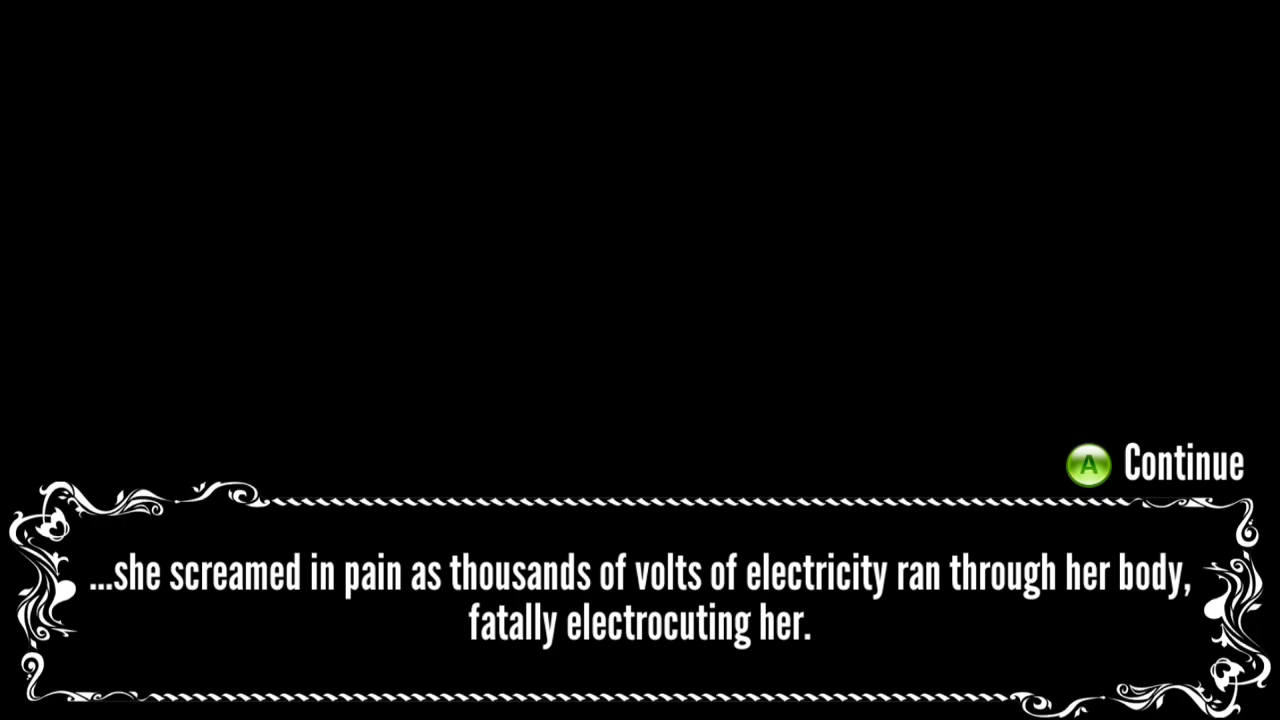 A Continue
...she screamed in pain as thousands of volts of electricity ran through her body,
fatally electrocuting her.